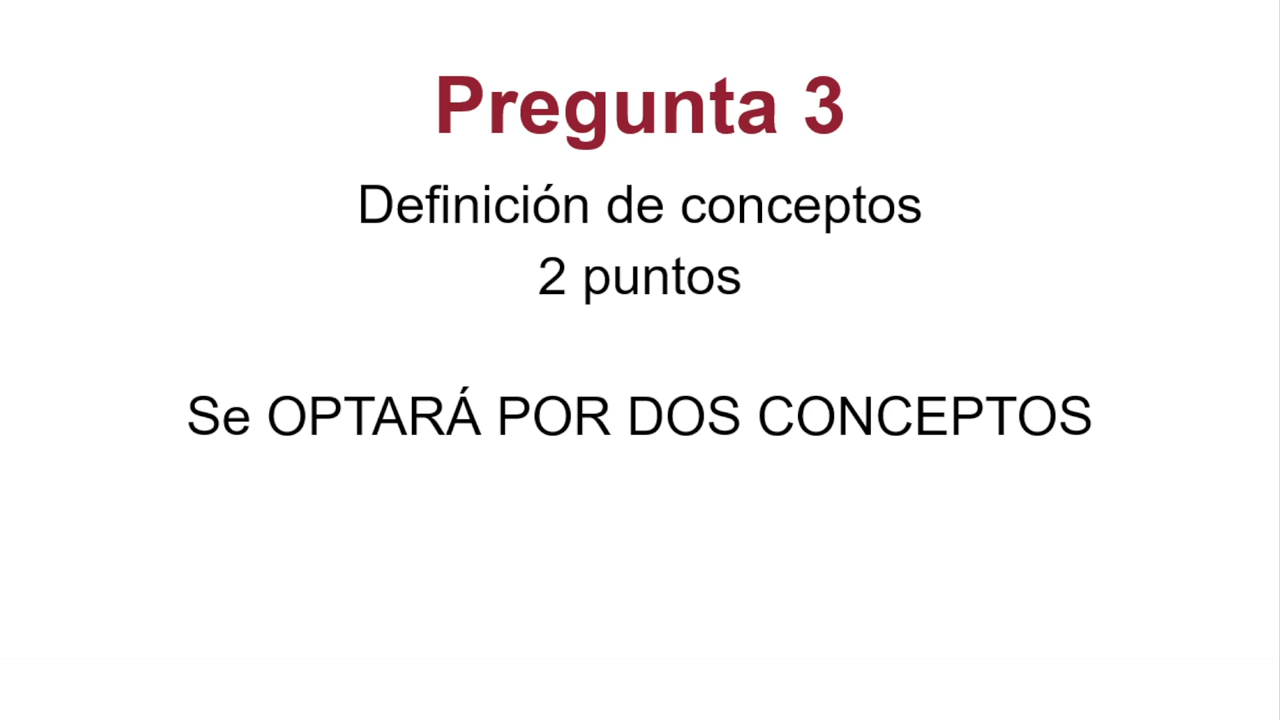 Pregunta 3
Definición de conceptos
2 puntos
Se OPTARÁ POR DOS CONCEPTOS